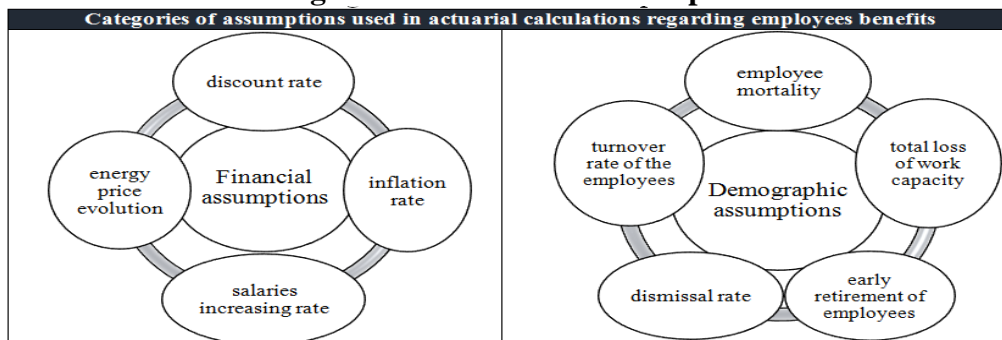 Categories of assumptions used in actuarial calculations regarding employees benefits
discount rate
energy
price
evolution
Financial
assumptions
inflation
rate
salaries
increasing rate
employee
mortality
turnover
rate of the
employees
total loss
of work
capacity
Demographic
assumptions
dismissal rate
early
retirement of
employees